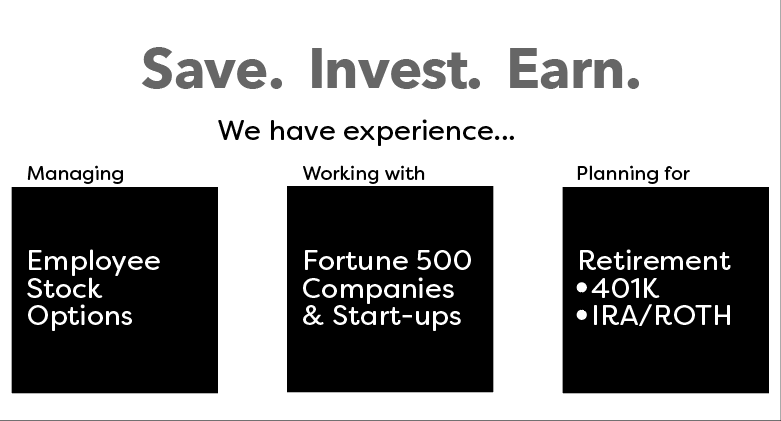 Save. Invest. Earn.
We have experience...
Managing
Employee
Stock
Options
Working with
Fortune 500
Companies
& Start-ups
Planning for
Retirement
•401K
•IRA/ROTH